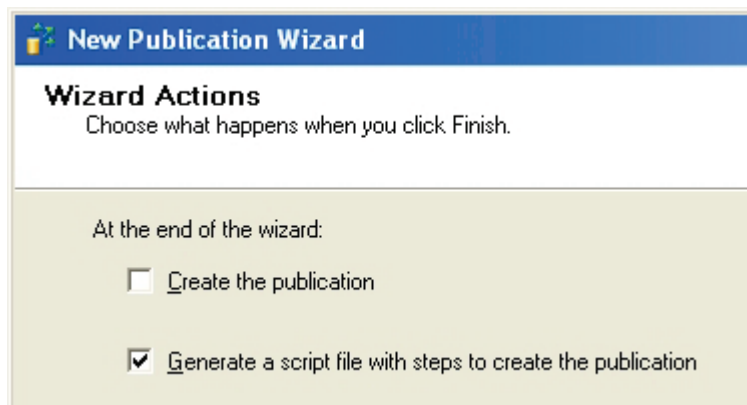 New Publication Wizard
Wizard Actions
Choose what happens when you click Finish.
At the end of the wizard:
Create the publication
Generate a script file with steps to create the publication